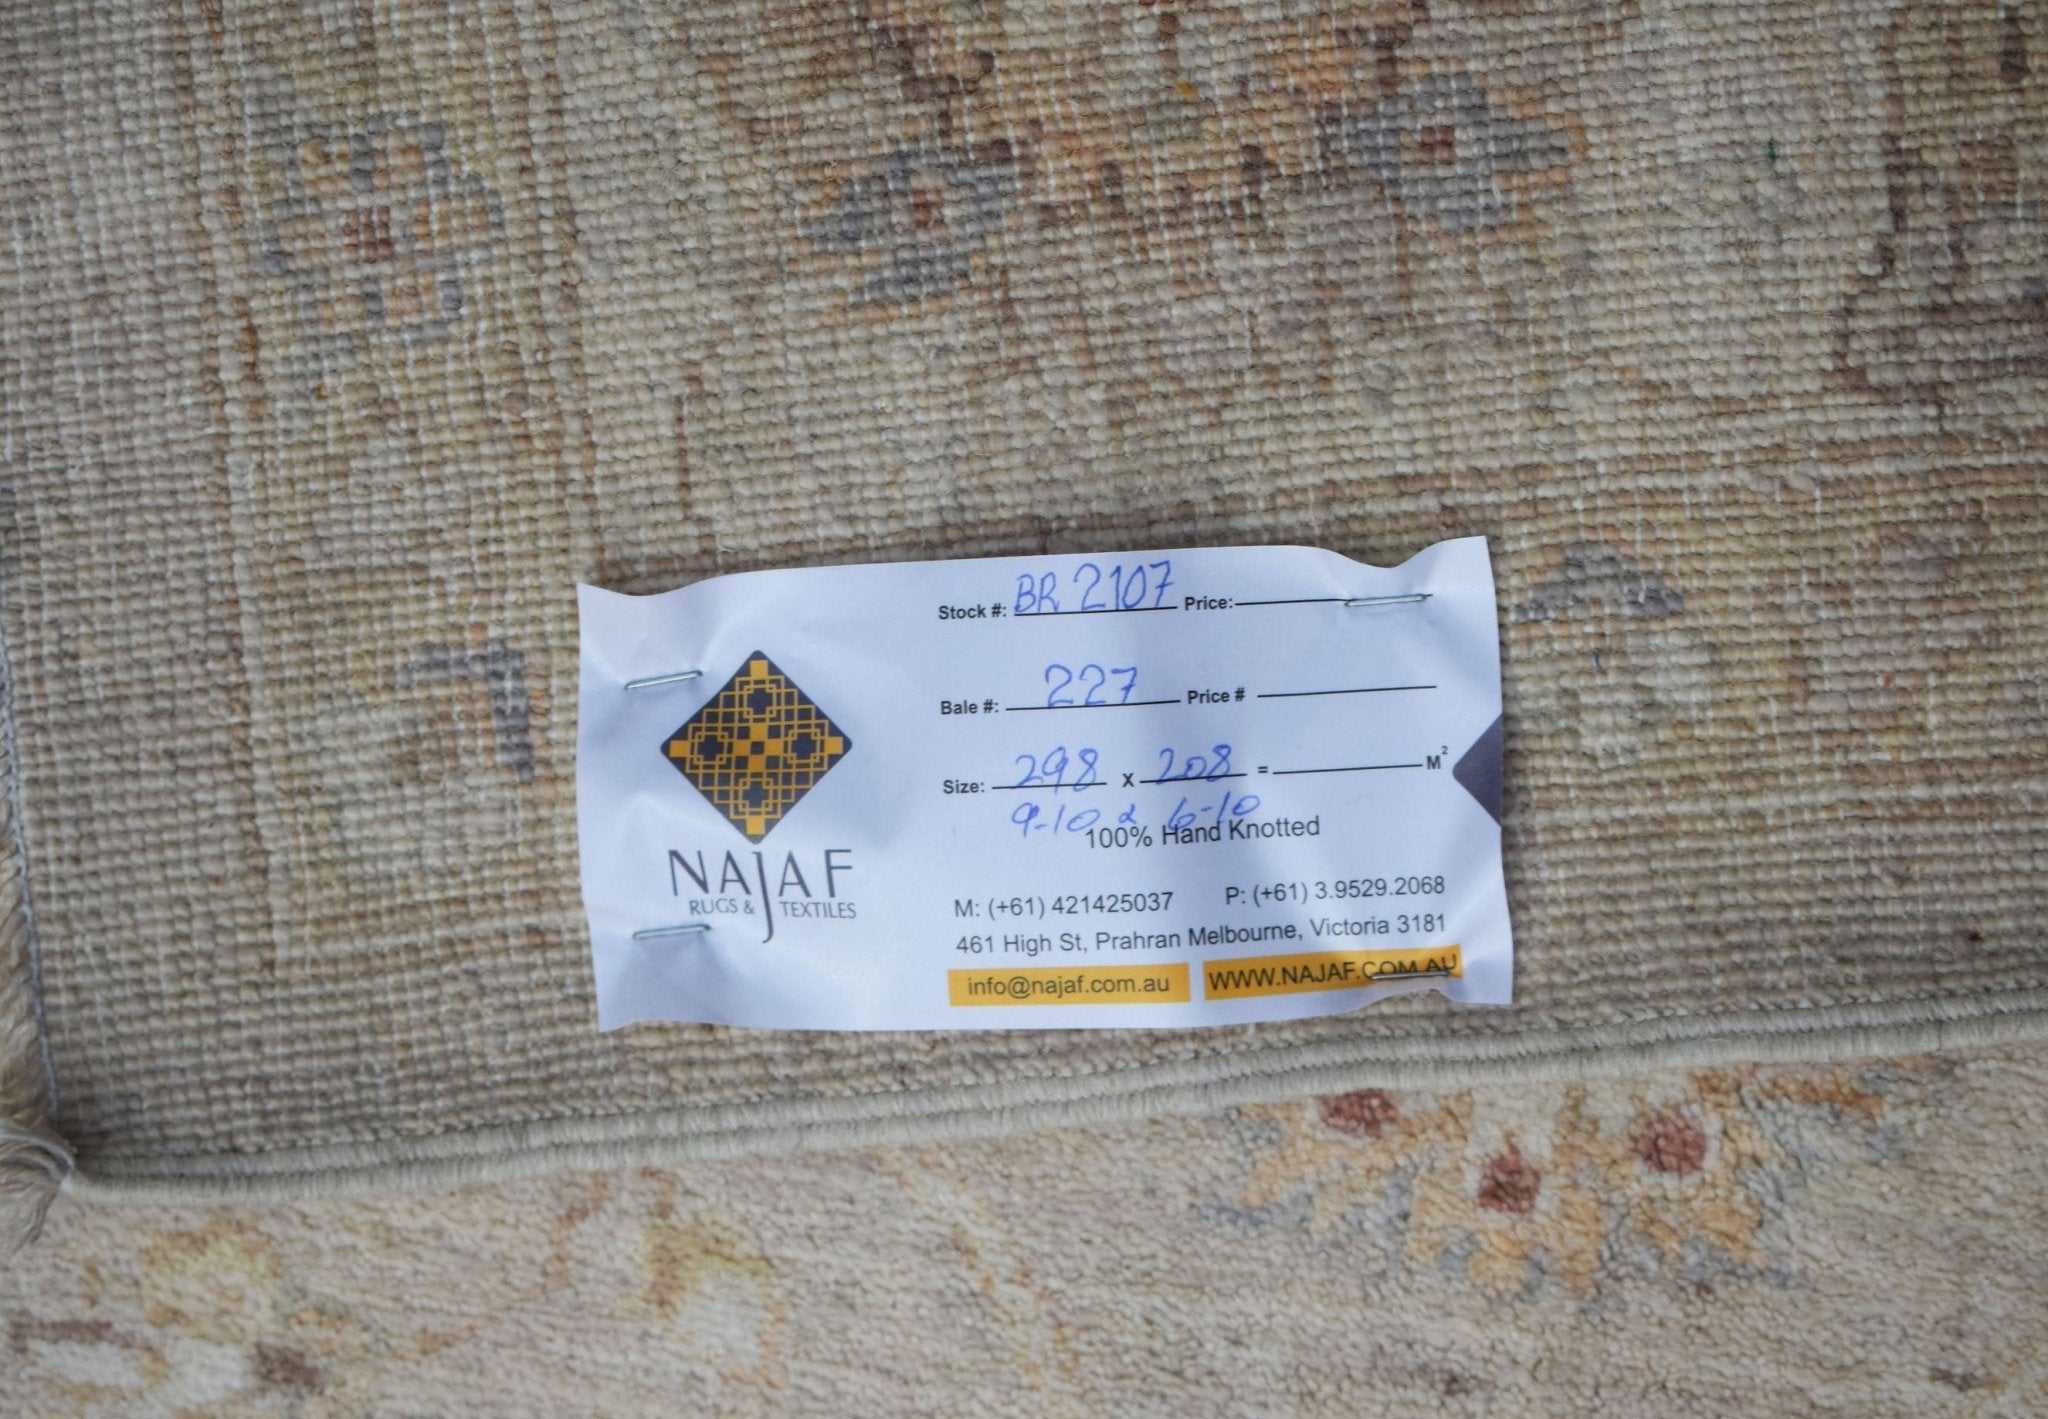 Stock #: BR 2107 Price:
Bale #: 227 Price #
Size: 298 x 208 = M²
9-10 x 6-10
100% Hand Knotted
NAJAF
RUGS & TEXTILES
M: (+61) 421425037 P: (+61) 3.9529.2068
461 High St, Prahran Melbourne, Victoria 3181
info@najaf.com.au WWW.NAJAF.COM.AU